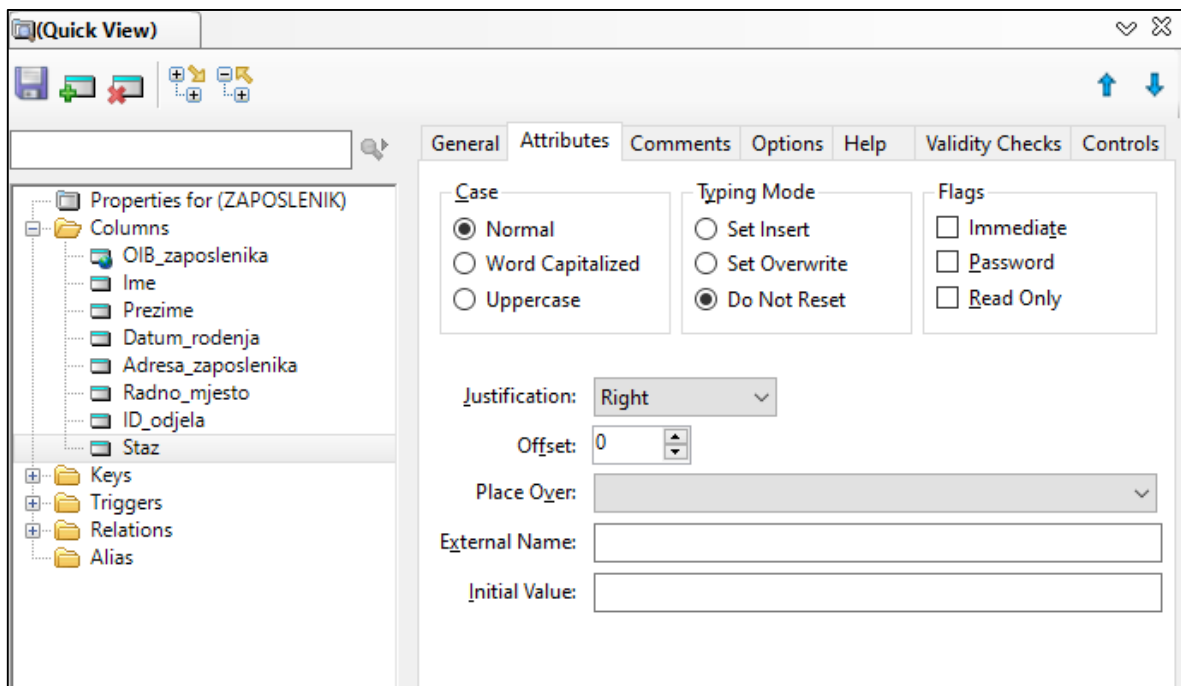 (Quick View)
General Attributes Comments Options Help Validity Checks Controls
Properties for (ZAPOSLENIK)
Columns
OIB_zaposlenika
Ime
Prezime
Datum_rodenja
Adresa_zaposlenika
Radno_mjesto
ID_odjela
Staz
Keys
Triggers
Relations
Alias
Case
Normal
Word Capitalized
Uppercase
Typing Mode
Set Insert
Set Overwrite
Do Not Reset
Flags
Immediate
Password
Read Only
Justification: Right
Offset: 0
Place Over:
External Name:
Initial Value: